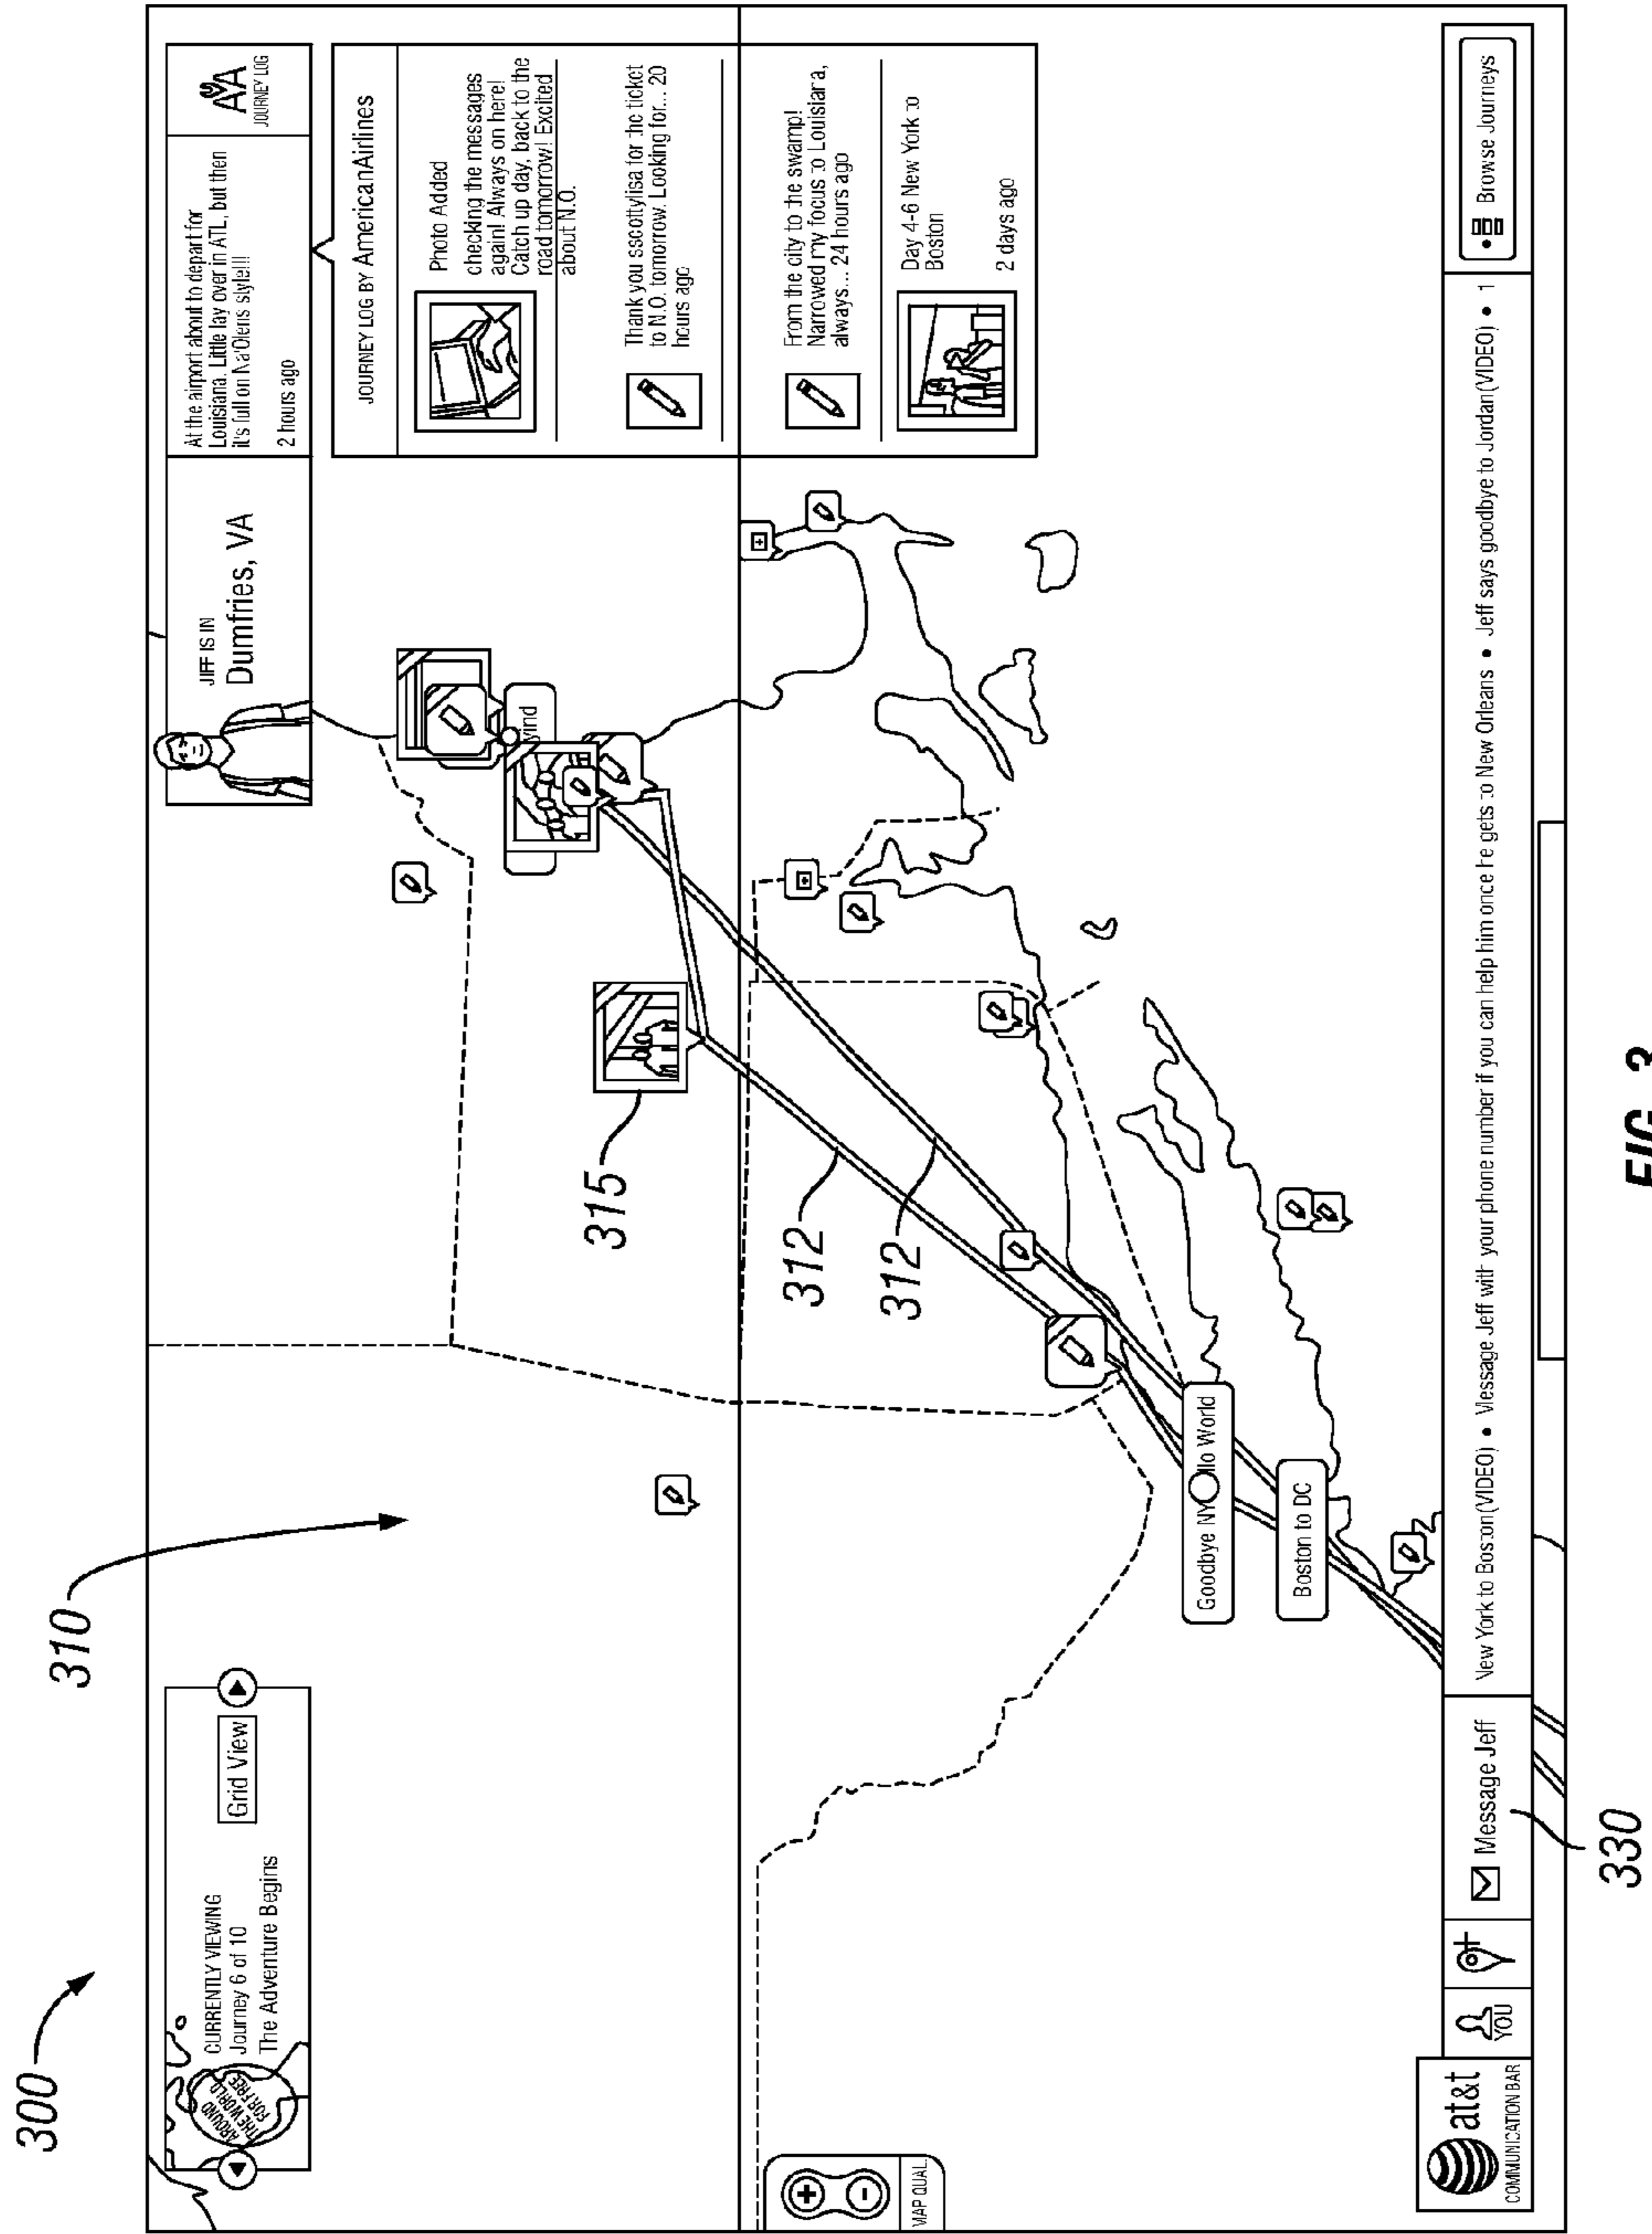 300
310
AROUND
THE WORLD
FOR FREE
CURRENTLY VIEWING
Journey 6 of 10
The Adventure Begins
Grid View
JIFF IS IN
Dumfries, VA
At the airport about to depart for
Louisiana. Little lay over in ATL, but then
it's full on Na'Olens style!!!
2 hours ago
AA
JOURNEY LOG
JOURNEY LOG BY AmericanAirlines
Photo Added
checking the messages
again! Always on here!
Catch up day, back to the
road tomorrow! Excited
about N.O.
Thank you sscottylisa for the ticket
to N.O. tomorrow. Looking for... 20
hours ago
From the city to the swamp!
Narrowed my focus to Louisiara,
always... 24 hours ago
Day 4-6 New York to
Boston
2 days ago
wind
315
312
312
Goodbye NY
llo World
Boston to DC
MAP QUAL.
at&t
COMMUNICATION BAR
YOU
Message Jeff
New York to Boston(VIDEO) • Message Jeff with your phone number if you can help him once he gets to New Orleans • Jeff says goodbye to Jordan(VIDEO) • 1
Browse Journeys
330
FIG. 3